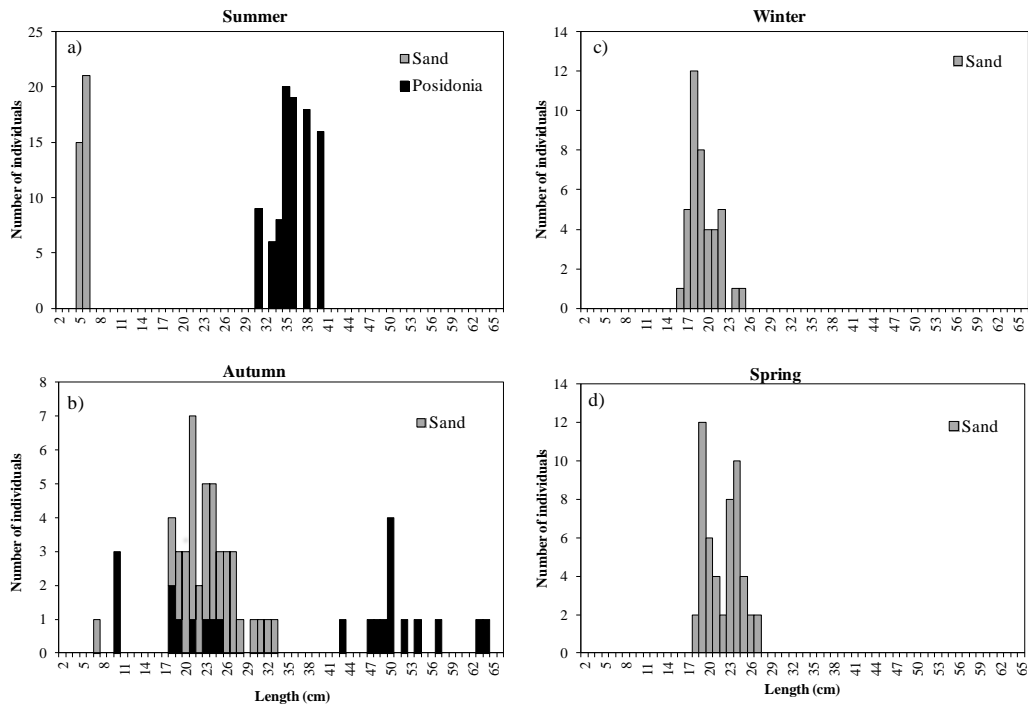 Summer
a)
Sand
Posidonia
Number of individuals
25
20
15
10
5
0
2 5 8 11 14 17 20 23 26 29 32 35 38 41 44 47 50 53 56 59 62 65
Winter
c)
Sand
Number of individuals
14
12
10
8
6
4
2
0
2 5 8 11 14 17 20 23 26 29 32 35 38 41 44 47 50 53 56 59 62 65
Autumn
b)
Sand
Number of individuals
8
7
6
5
4
3
2
1
0
2 5 8 11 14 17 20 23 26 29 32 35 38 41 44 47 50 53 56 59 62 65
Length (cm)
Spring
d)
Sand
Number of individuals
14
12
10
8
6
4
2
0
2 5 8 11 14 17 20 23 26 29 32 35 38 41 44 47 50 53 56 59 62 65
Length (cm)